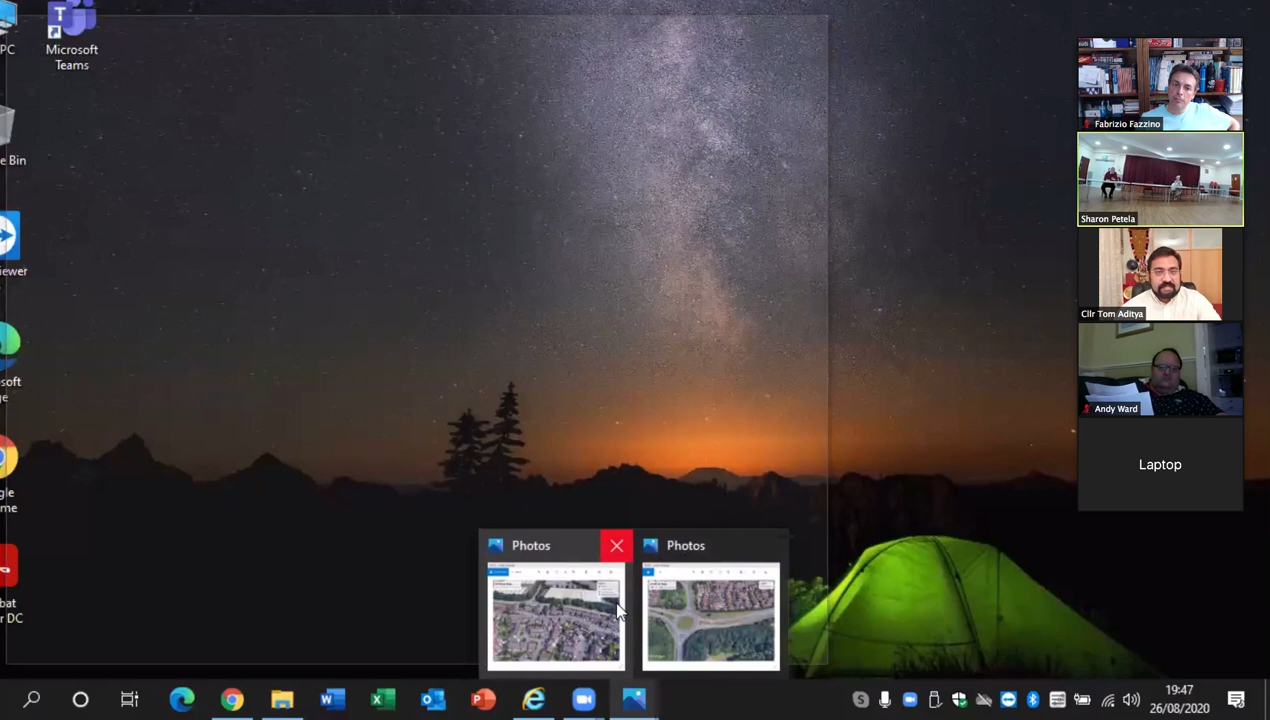 PC
Microsoft
Teams
e Bin
iewer
soft
ge
gle
me
bat
r DC
Photos
Photos
Fabrizio Fazzino
Sharon Petela
Cllr Tom Aditya
Andy Ward
Laptop
19:47
26/08/2020